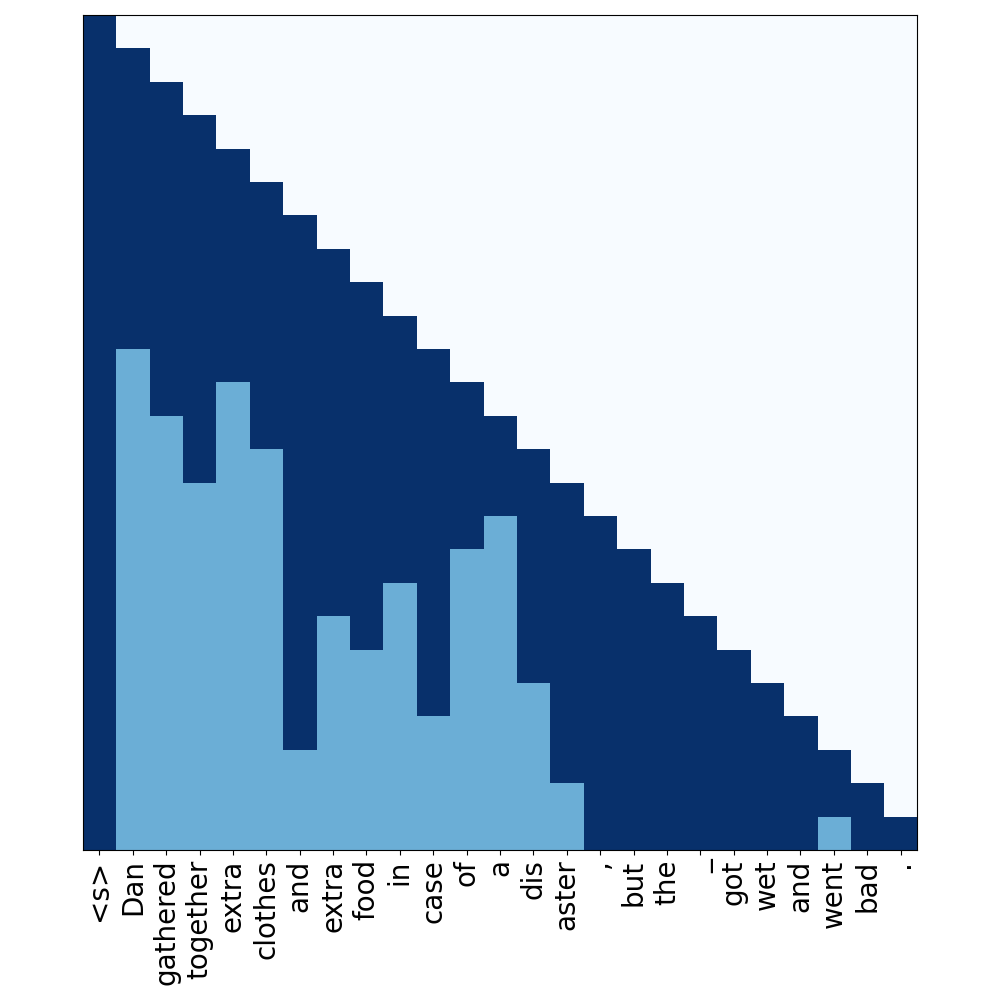 <s>
Dan
gathered
together
extra
clothes
and
extra
food
in
case
of
a
dis
aster
,
but
the
_
got
wet
and
went
bad
.